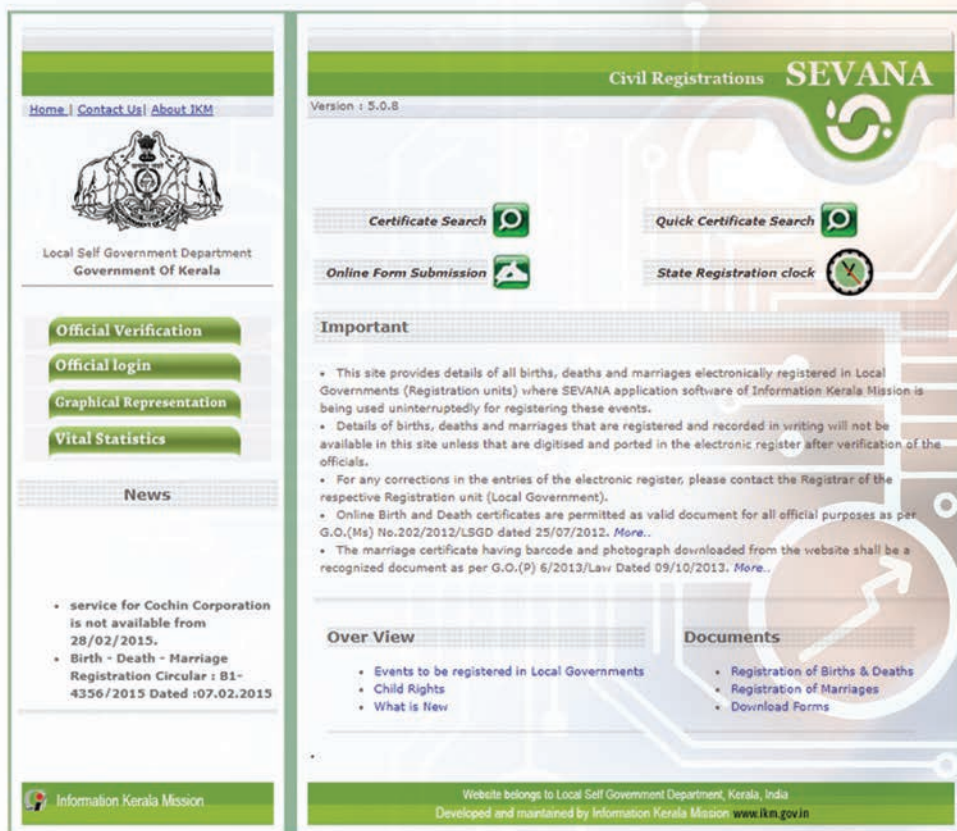 Home | Contact Us| About IKM
Local Self Government Department
Government Of Kerala
Official Verification
Official login
Graphical Representation
Vital Statistics
News
• service for Cochin Corporation
is not available from
28/02/2015.
• Birth - Death - Marriage
Registration Circular : B1-
4356/2015 Dated :07.02.2015
Information Kerala Mission
Civil Registrations SEVANA
Version : 5.0.8
Certificate Search
Quick Certificate Search
Online Form Submission
State Registration clock
Important
• This site provides details of all births, deaths and marriages electronically registered in Local
Governments (Registration units) where SEVANA application software of Information Kerala Mission is
being used uninterruptedly for registering these events.
• Details of births, deaths and marriages that are registered and recorded in writing will not be
available in this site unless that are digitised and ported in the electronic register after verification of the
officials.
• For any corrections in the entries of the electronic register, please contact the Registrar of the
respective Registration unit (Local Government).
• Online Birth and Death certificates are permitted as valid document for all official purposes as per
G.O.(Ms) No.202/2012/LSGD dated 25/07/2012. More..
• The marriage certificate having barcode and photograph downloaded from the website shall be a
recognized document as per G.O.(P) 6/2013/Law Dated 09/10/2013. More..
Over View
• Events to be registered in Local Governments
• Child Rights
• What is New
Documents
• Registration of Births & Deaths
• Registration of Marriages
• Download Forms
Website belongs to Local Self Government Department, Kerala, India
Developed and maintained by Information Kerala Mission www.ikm.gov.in